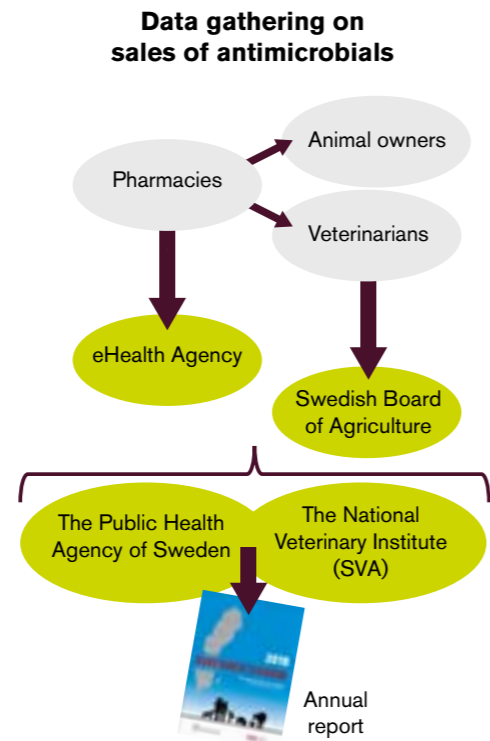 Data gathering on
sales of antimicrobials
Animal owners
Pharmacies
Veterinarians
eHealth Agency
Swedish Board
of Agriculture
The Public Health
Agency of Sweden
The National
Veterinary Institute
(SVA)
2018
Annual
report